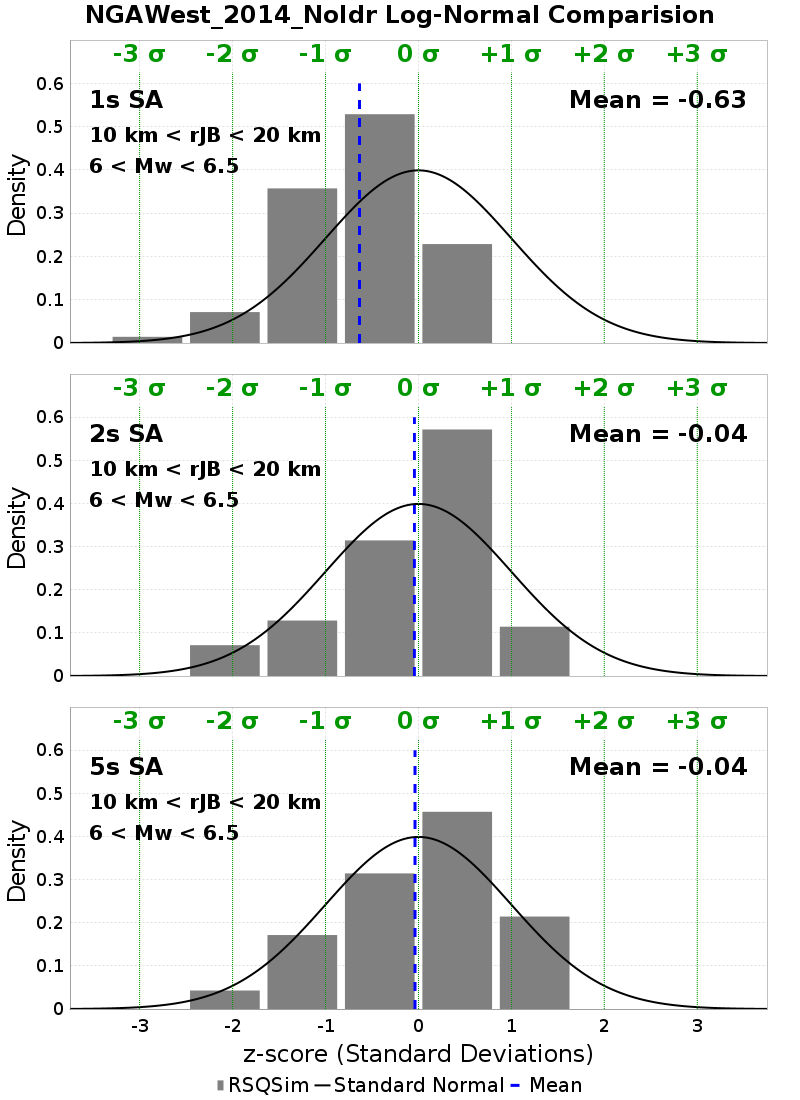 NGAWest_2014_NoIdr Log-Normal Comparision
-3 σ -2 σ -1 σ 0 σ +1 σ +2 σ +3 σ
1s SA
Mean = -0.63
10 km < rJB < 20 km
6 < Mw < 6.5
Density
0.6
0.5
0.4
0.3
0.2
0.1
0
-3 σ -2 σ -1 σ 0 σ +1 σ +2 σ +3 σ
2s SA
Mean = -0.04
10 km < rJB < 20 km
6 < Mw < 6.5
Density
0.6
0.5
0.4
0.3
0.2
0.1
0
-3 σ -2 σ -1 σ 0 σ +1 σ +2 σ +3 σ
5s SA
Mean = -0.04
10 km < rJB < 20 km
6 < Mw < 6.5
Density
0.6
0.5
0.4
0.3
0.2
0.1
0
-3 -2 -1 0 1 2 3
z-score (Standard Deviations)
RSQSim Standard Normal Mean